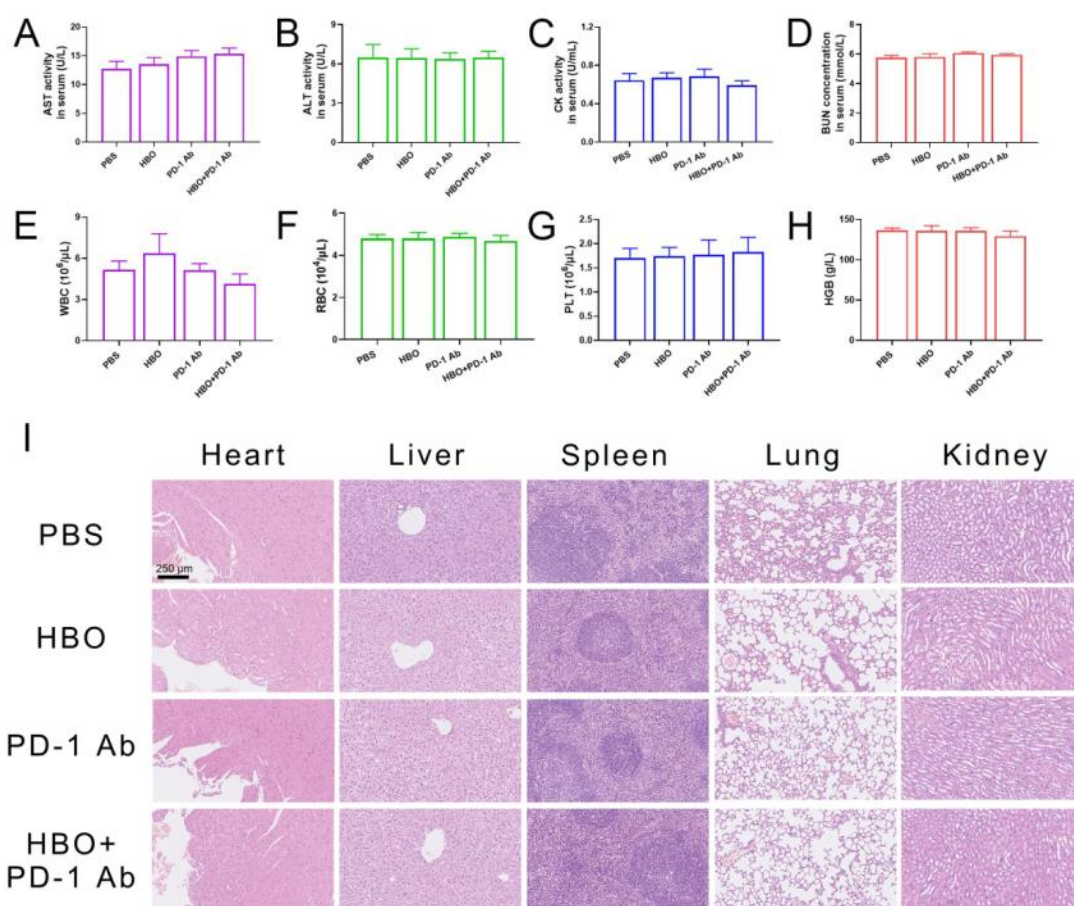 A
AST activity
in serum (U/L)
20
15
10
5
0
PBS
HBO
PD-1 Ab
HBO+PD-1 Ab
B
ALT activity
in serum (U/L)
9
6
3
0
PBS
HBO
PD-1 Ab
HBO+PD-1 Ab
C
CK activity
in serum (U/mL)
1.2
0.8
0.4
0.0
PBS
HBO
PD-1 Ab
HBO+PD-1 Ab
D
BUN concentration
in serum (mmol/L)
8
6
4
2
0
PBS
HBO
PD-1 Ab
HBO+PD-1 Ab
E
WBC (10⁶/μL)
9
6
3
0
PBS
HBO
PD-1 Ab
HBO+PD-1 Ab
F
RBC (10⁴/μL)
6
4
2
0
PBS
HBO
PD-1 Ab
HBO+PD-1 Ab
G
PLT (10⁶/μL)
2.5
2.0
1.5
1.0
0.5
0.0
PBS
HBO
PD-1 Ab
HBO+PD-1 Ab
H
HGB (g/L)
150
100
50
0
PBS
HBO
PD-1 Ab
HBO+PD-1 Ab
I
Heart Liver Spleen Lung Kidney
PBS
250 μm
HBO
PD-1 Ab
HBO+
PD-1 Ab